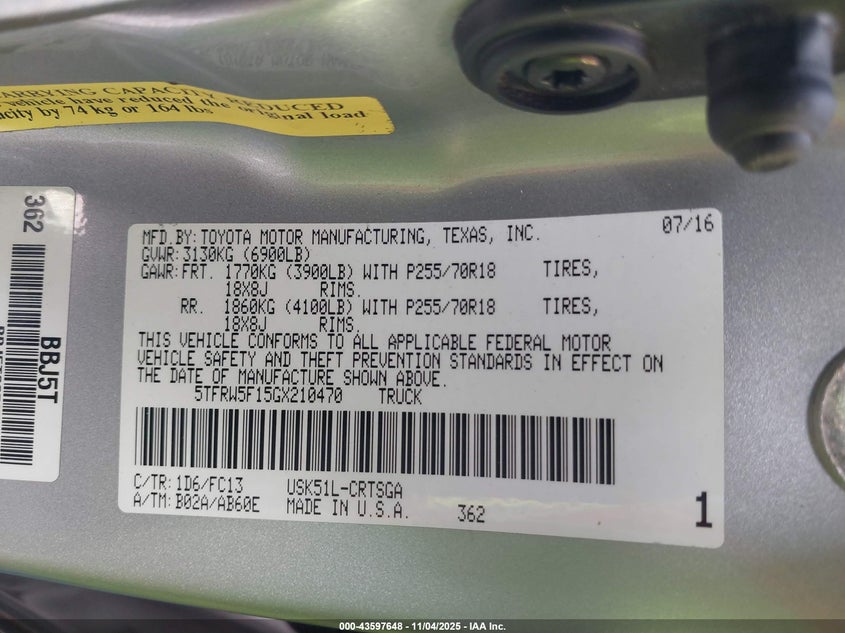 CARRYING CAPACITY REDUCED
vehicle have reduced the original load
acity by 74 kg or 164 lbs
362
BBJ5T
MFD.BY:TOYOTA MOTOR MANUFACTURING, TEXAS, INC. 07/16
GVWR:3130KG (6900LB)
GAWR:FRT. 1770KG (3900LB) WITH P255/70R18 TIRES,
18X8J RIMS.
RR. 1860KG (4100LB) WITH P255/70R18 TIRES,
18X8J RIMS.
THIS VEHICLE CONFORMS TO ALL APPLICABLE FEDERAL MOTOR
VEHICLE SAFETY AND THEFT PREVENTION STANDARDS IN EFFECT ON
THE DATE OF MANUFACTURE SHOWN ABOVE.
5TFRW5F15GX210470 TRUCK
C/TR:1D6/FC13 USK51L-CRTSGA
A/TM:B02A/AB60E MADE IN U.S.A. 362 1
000-43597648 - 11/04/2025 - IAA Inc.